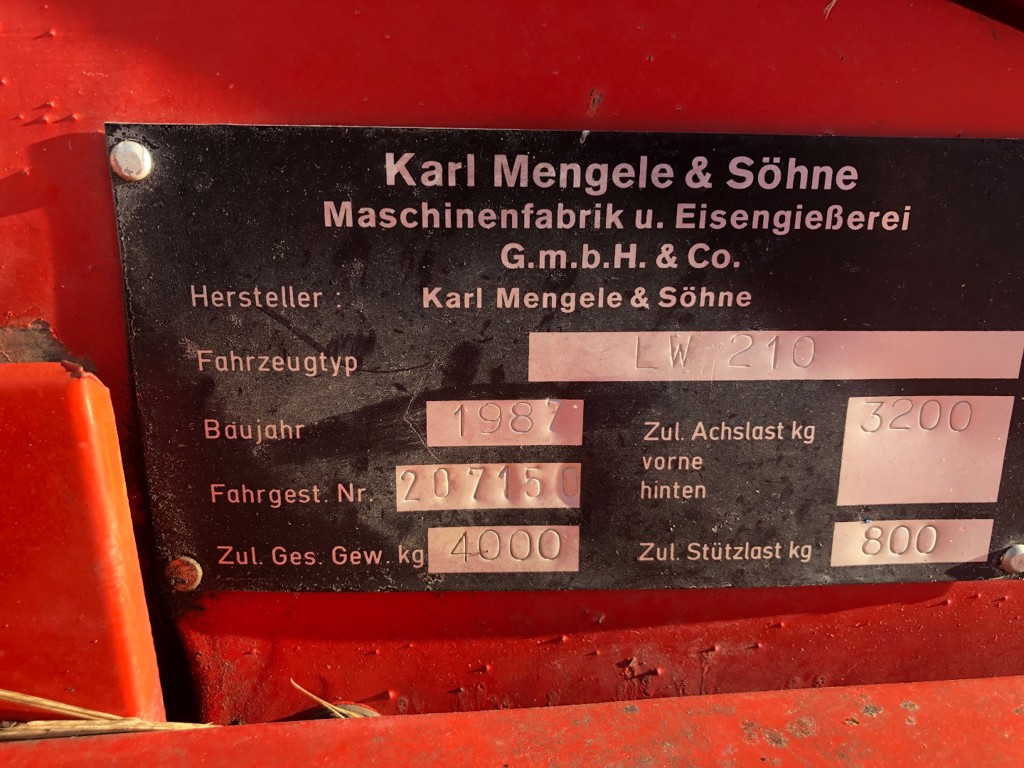 Karl Mengele & Söhne
Maschinenfabrik u. Eisengießerei
G.m.b.H. & Co.
Hersteller : Karl Mengele & Söhne
Fahrzeugtyp LW 210
Baujahr 1987 Zul. Achslast kg 3200
vorne
Fahrgest. Nr. 207150 hinten
Zul. Ges. Gew. kg 4000 Zul. Stützlast kg 800